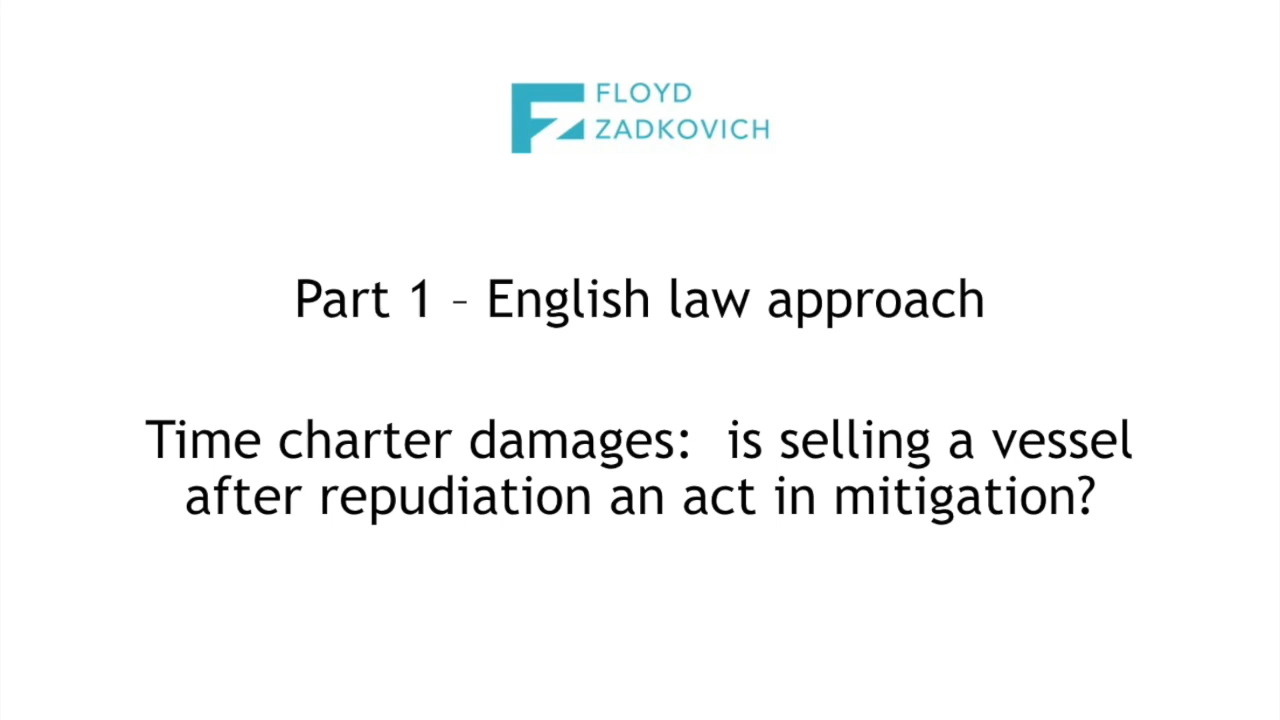 FLOYD
ZADKOVICH
Part 1 – English law approach
Time charter damages:  is selling a vessel
after repudiation an act in mitigation?